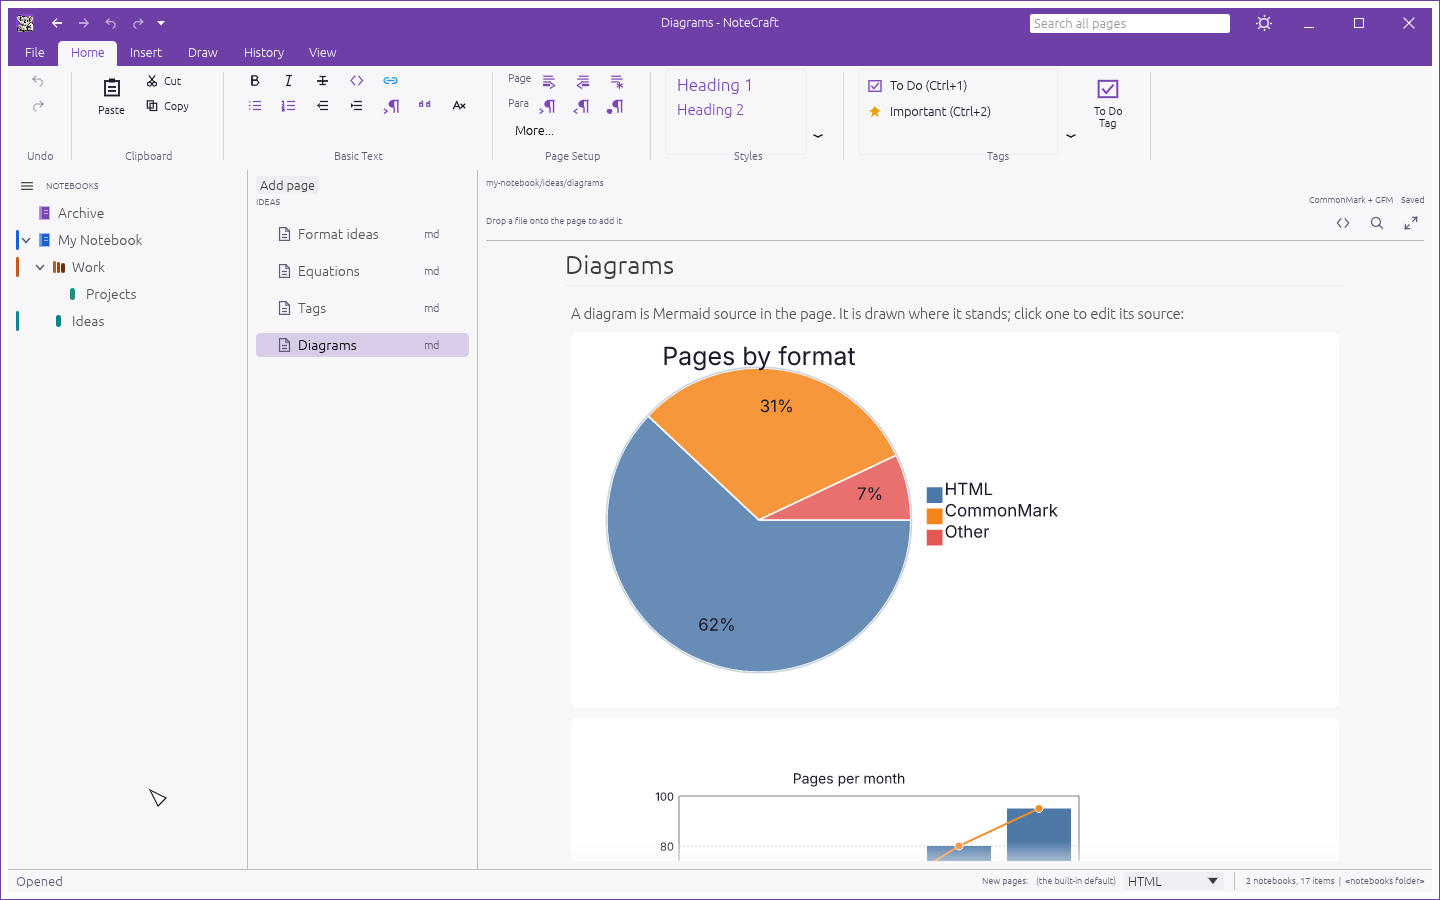 Diagrams - NoteCraft
Search all pages
File Home Insert Draw History View
Paste
Cut
Copy
Undo
Clipboard
Basic Text
Page
Para
More...
Page Setup
Heading 1
Heading 2
Styles
To Do (Ctrl+1)
Important (Ctrl+2)
Tags
To Do
Tag
NOTEBOOKS
Archive
My Notebook
Work
Projects
Ideas
Add page
IDEAS
Format ideas md
Equations md
Tags md
Diagrams md
my-notebook/ideas/diagrams
CommonMark + GFM Saved
Drop a file onto the page to add it
Diagrams
A diagram is Mermaid source in the page. It is drawn where it stands; click one to edit its source:
Pages by format
31%
7%
62%
HTML
CommonMark
Other
Pages per month
100
80
Opened
New pages: (the built-in default) HTML
2 notebooks, 17 items | «notebooks folder»